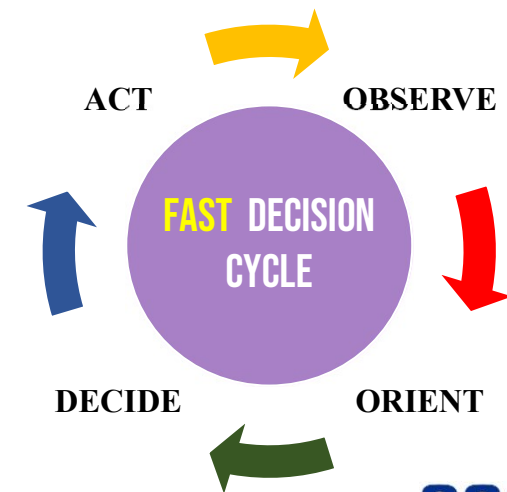 ACT
OBSERVE
FAST DECISION
CYCLE
DECIDE
ORIENT